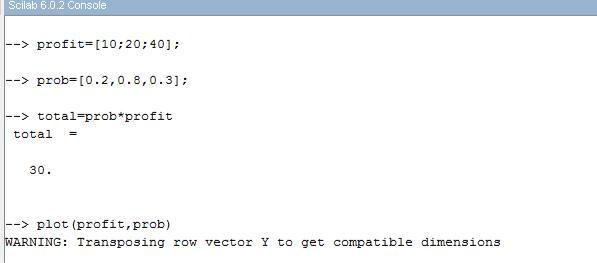 Scilab 6.0.2 Console
--> profit=[10;20;40];
--> prob=[0.2,0.8,0.3];
--> total=prob*profit
total =
30.
--> plot(profit,prob)
WARNING: Transposing row vector Y to get compatible dimensions